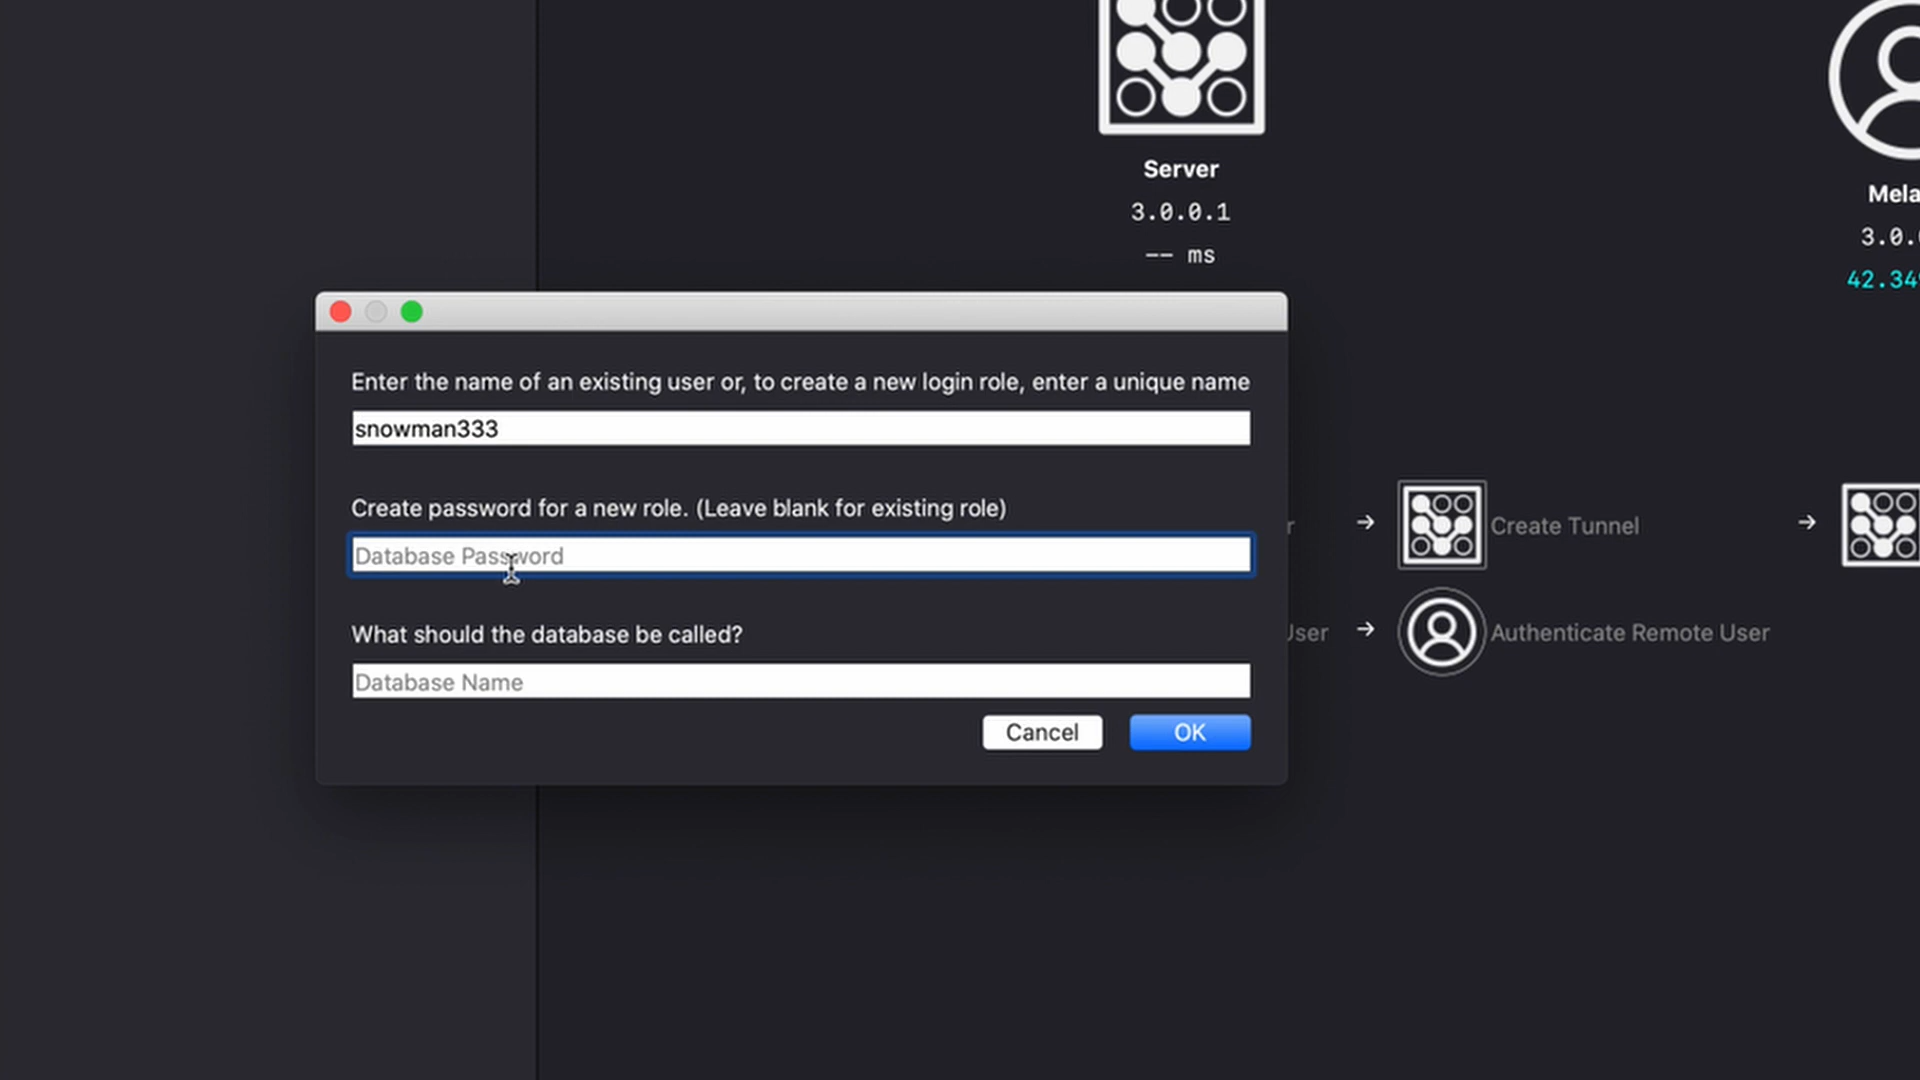 Server
3.0.0.1
-- ms
Mela
3.0.
42.34
Enter the name of an existing user or, to create a new login role, enter a unique name
snowman333
Create password for a new role. (Leave blank for existing role)
Database Password
What should the database be called?
Database Name
Cancel
OK
r → Create Tunnel →
User → Authenticate Remote User